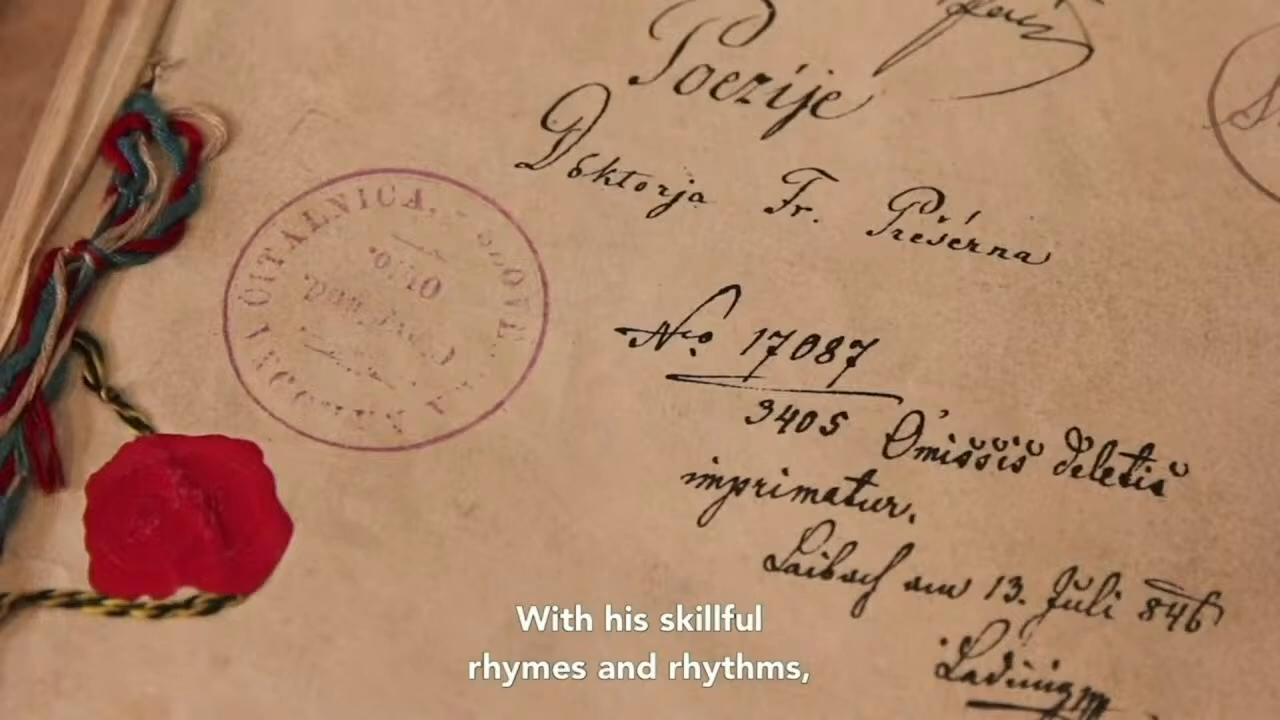 Poezije
Doktorja Fr. Prešerna
ČITALNICA
No. 17087
3405 Omissis deletis
imprimatur.
Laibach am 13. Juli 846
With his skillful
rhymes and rhythms,